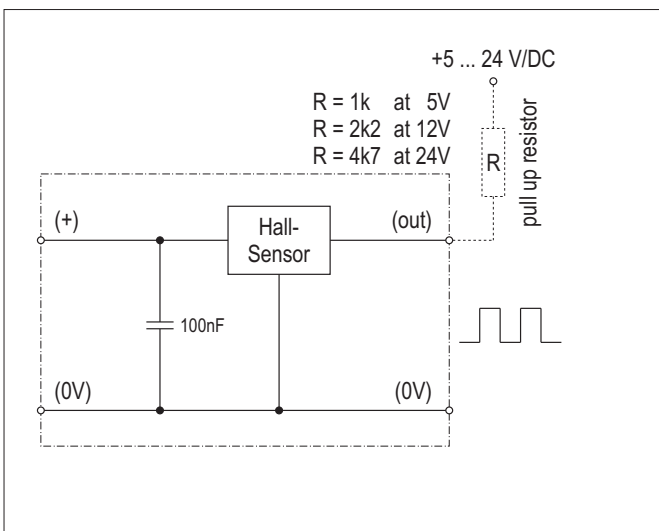 +5 ... 24 V/DC
R = 1k at 5V
R = 2k2 at 12V
R = 4k7 at 24V
R
pull up resistor
(+)
Hall-
Sensor
(out)
100nF
(0V)
(0V)